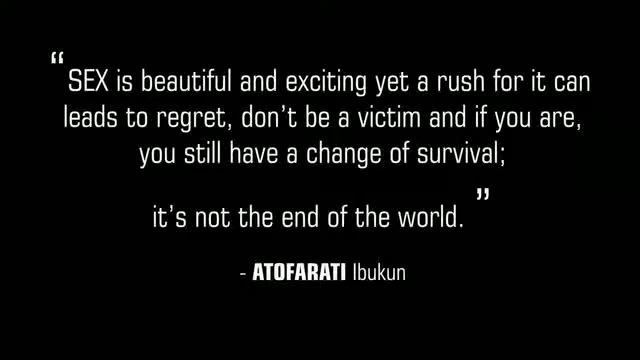 “SEX is beautiful and exciting yet a rush for it can
leads to regret, don’t be a victim and if you are,
you still have a change of survival;
it’s not the end of the world. ”
- ATOFARATI Ibukun